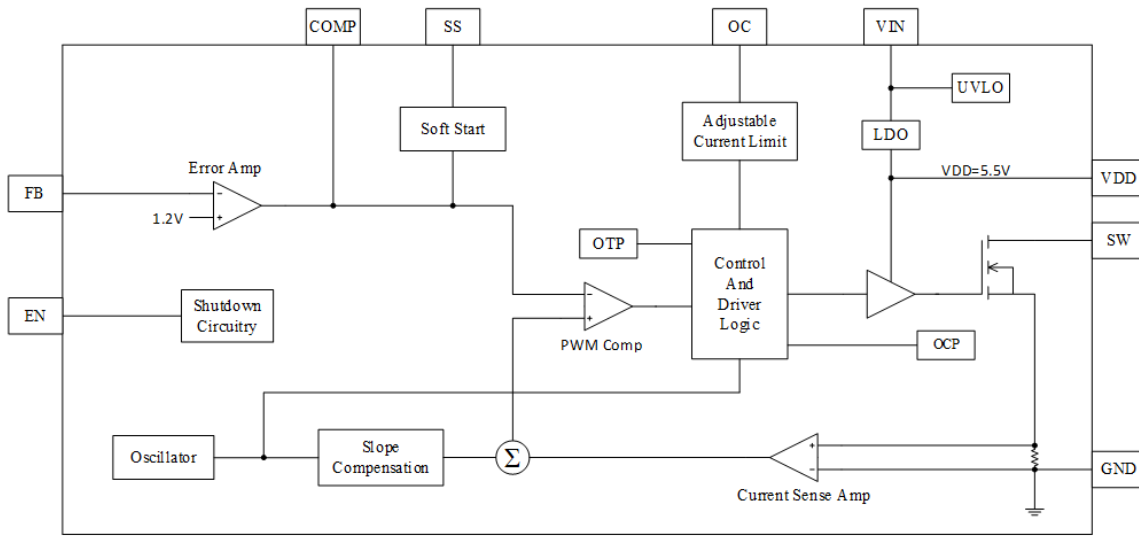 COMP
SS
OC
VIN
UVLO
Soft Start
Adjustable
Current Limit
LDO
Error Amp
VDD=5.5V
VDD
FB
-
+
1.2V
SW
OTP
Control
And
Driver
Logic
EN
Shutdown
Circuitry
-
+
PWM Comp
OCP
Oscillator
Slope
Compensation
Σ
+
-
Current Sense Amp
GND